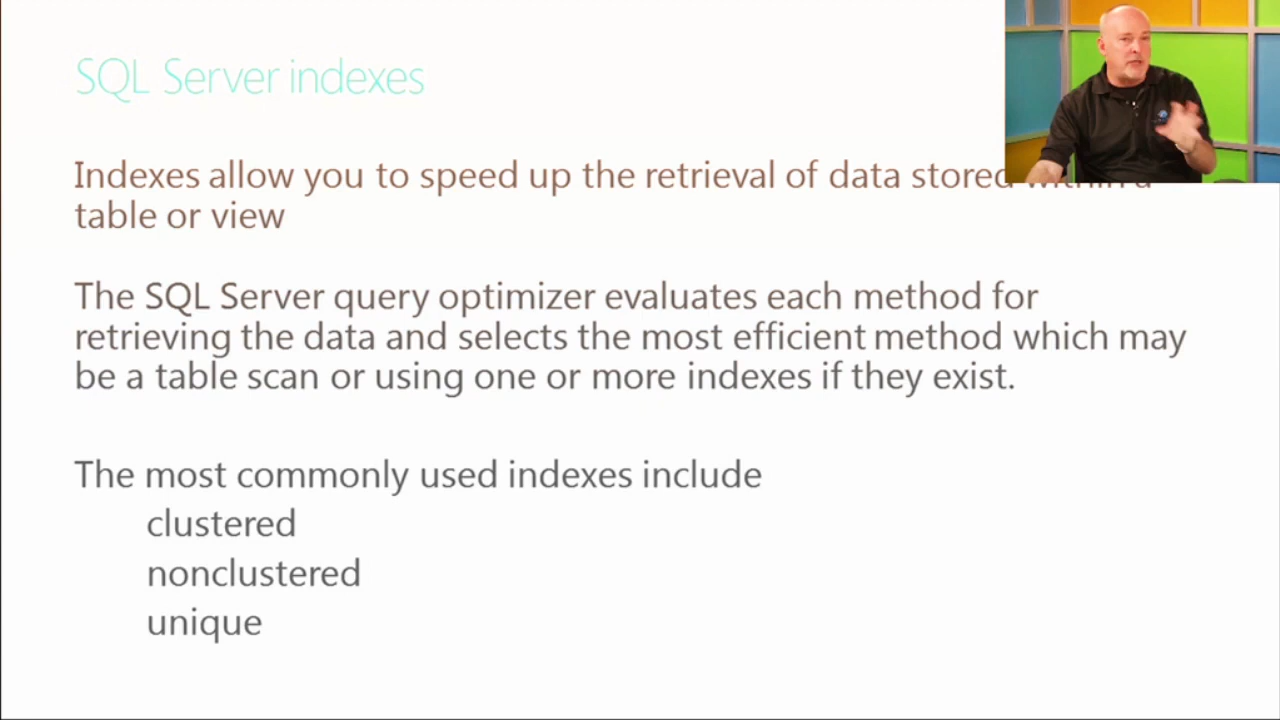 SQL Server indexes
Indexes allow you to speed up the retrieval of data stored within a
table or view
The SQL Server query optimizer evaluates each method for
retrieving the data and selects the most efficient method which may
be a table scan or using one or more indexes if they exist.
The most commonly used indexes include
clustered
nonclustered
unique